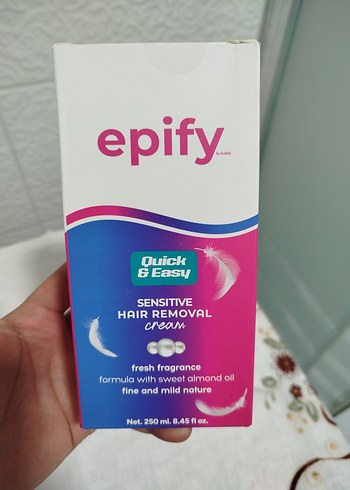 epify
Quick
& Easy
SENSITIVE
HAIR REMOVAL
cream
fresh fragrance
formula with sweet almond oil
fine and mild nature
Net. 250 ml. 8.45 fl oz.